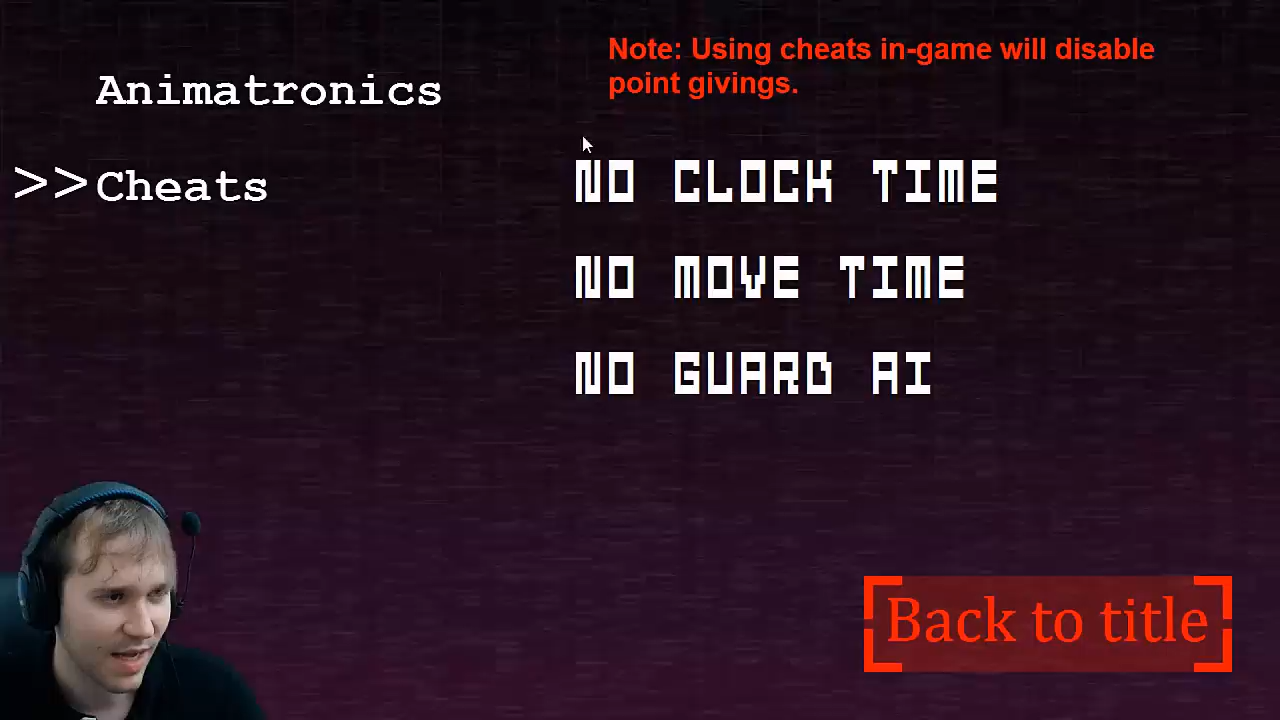 Note: Using cheats in-game will disable
point givings.
Animatronics
>>Cheats
NO CLOCK TIME
NO MOVE TIME
NO GUARD AI
Back to title